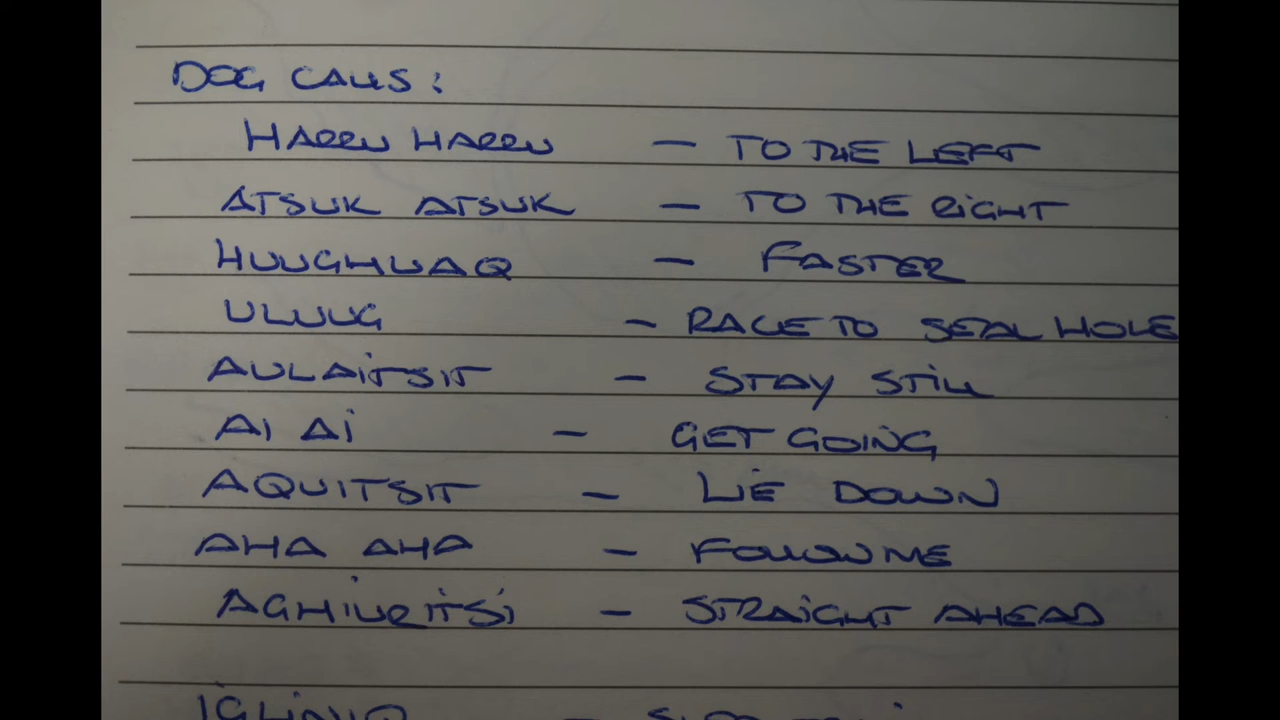 DOG CALLS:
HARRU HARRU — TO THE LEFT
ATSUK ATSUK — TO THE RIGHT
HUUGHUAQ — FASTER
ULUUG — RACE TO SEAL HOLE
AULAITSIT — STAY STILL
AI AI — GET GOING
AQUITSIT — LIE DOWN
AHA AHA — FOLLOW ME
AGHIURITSI — STRAIGHT AHEAD